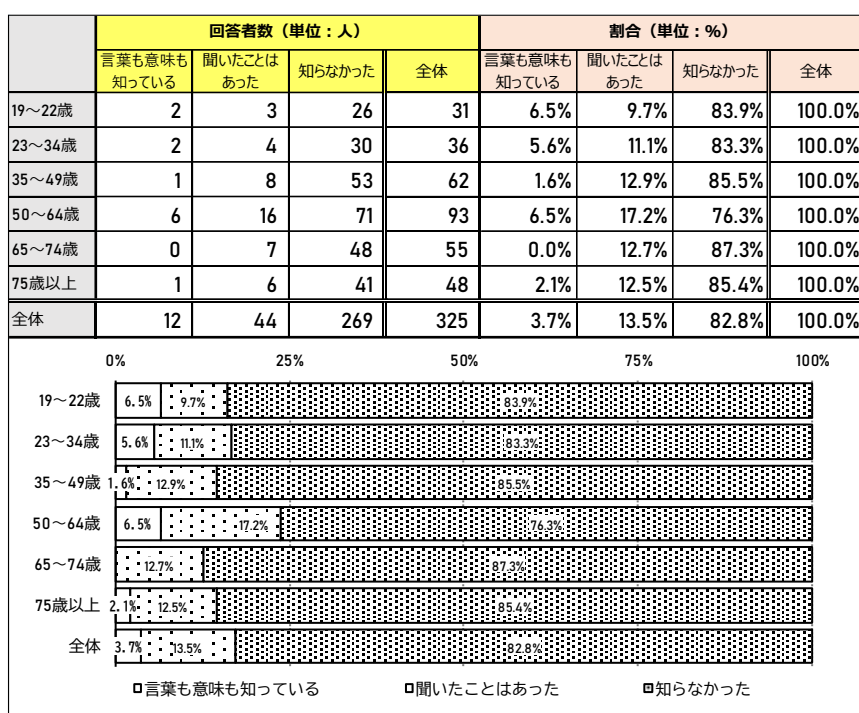 回答者数（単位：人） 割合（単位：%）
言葉も意味も知っている 聞いたことはあった 知らなかった 全体 言葉も意味も知っている 聞いたことはあった 知らなかった 全体
19～22歳 2 3 26 31 6.5% 9.7% 83.9% 100.0%
23～34歳 2 4 30 36 5.6% 11.1% 83.3% 100.0%
35～49歳 1 8 53 62 1.6% 12.9% 85.5% 100.0%
50～64歳 6 16 71 93 6.5% 17.2% 76.3% 100.0%
65～74歳 0 7 48 55 0.0% 12.7% 87.3% 100.0%
75歳以上 1 6 41 48 2.1% 12.5% 85.4% 100.0%
全体 12 44 269 325 3.7% 13.5% 82.8% 100.0%
0% 25% 50% 75% 100%
19～22歳 6.5% 9.7% 83.9%
23～34歳 5.6% 11.1% 83.3%
35～49歳 1.6% 12.9% 85.5%
50～64歳 6.5% 17.2% 76.3%
65～74歳 12.7% 87.3%
75歳以上 2.1% 12.5% 85.4%
全体 3.7% 13.5% 82.8%
言葉も意味も知っている 聞いたことはあった 知らなかった